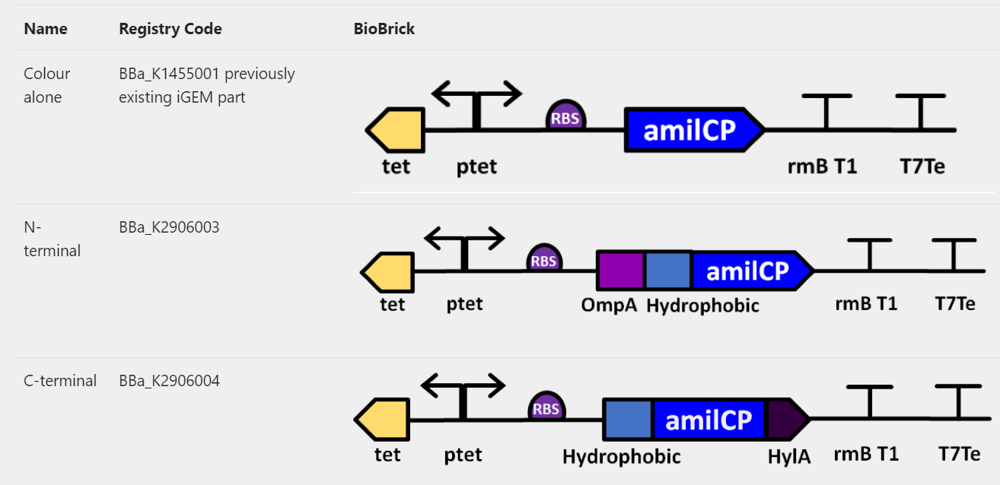 Name Registry Code BioBrick
Colour alone
BBa_K1455001 previously existing iGEM part
RBS
amilCP
tet ptet rmB T1 T7Te
N-terminal
BBa_K2906003
RBS
amilCP
tet ptet OmpA Hydrophobic rmB T1 T7Te
C-terminal BBa_K2906004
RBS
amilCP
tet ptet Hydrophobic HylA rmB T1 T7Te